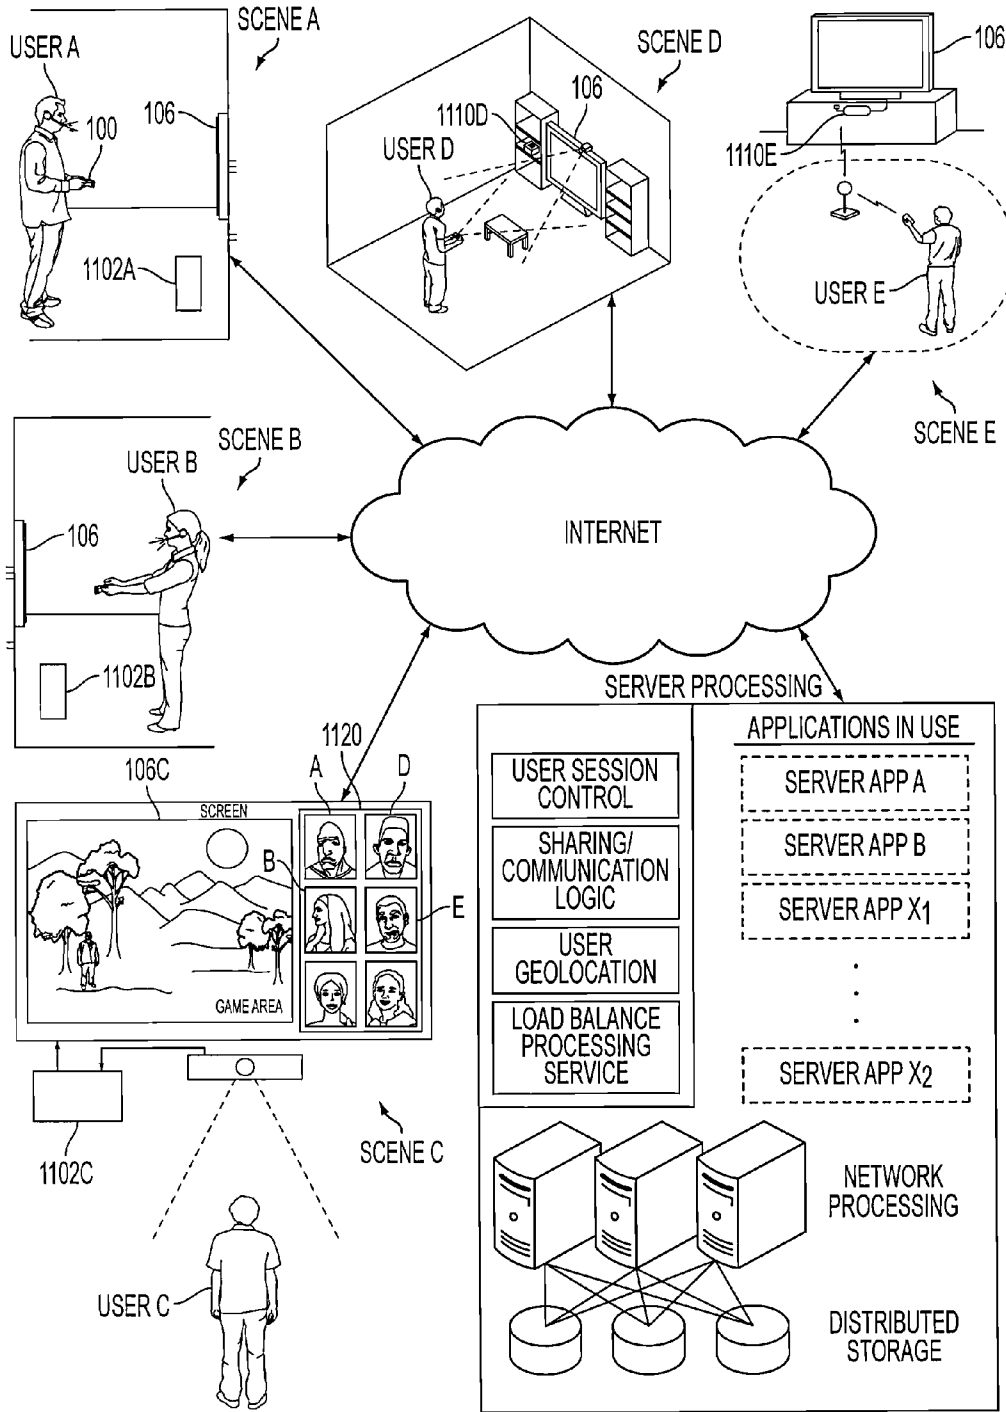 SCENE A
USER A
100
106
1102A
SCENE D
106
1110D
USER D
106
1110E
USER E
SCENE E
SCENE B
USER B
106
1102B
INTERNET
106C
1120
A
D
SCREEN
B
E
GAME AREA
1102C
SCENE C
USER C
SERVER PROCESSING
USER SESSION
CONTROL
SHARING/
COMMUNICATION
LOGIC
USER
GEOLOCATION
LOAD BALANCE
PROCESSING
SERVICE
APPLICATIONS IN USE
SERVER APP A
SERVER APP B
SERVER APP X1
SERVER APP X2
NETWORK
PROCESSING
DISTRIBUTED
STORAGE